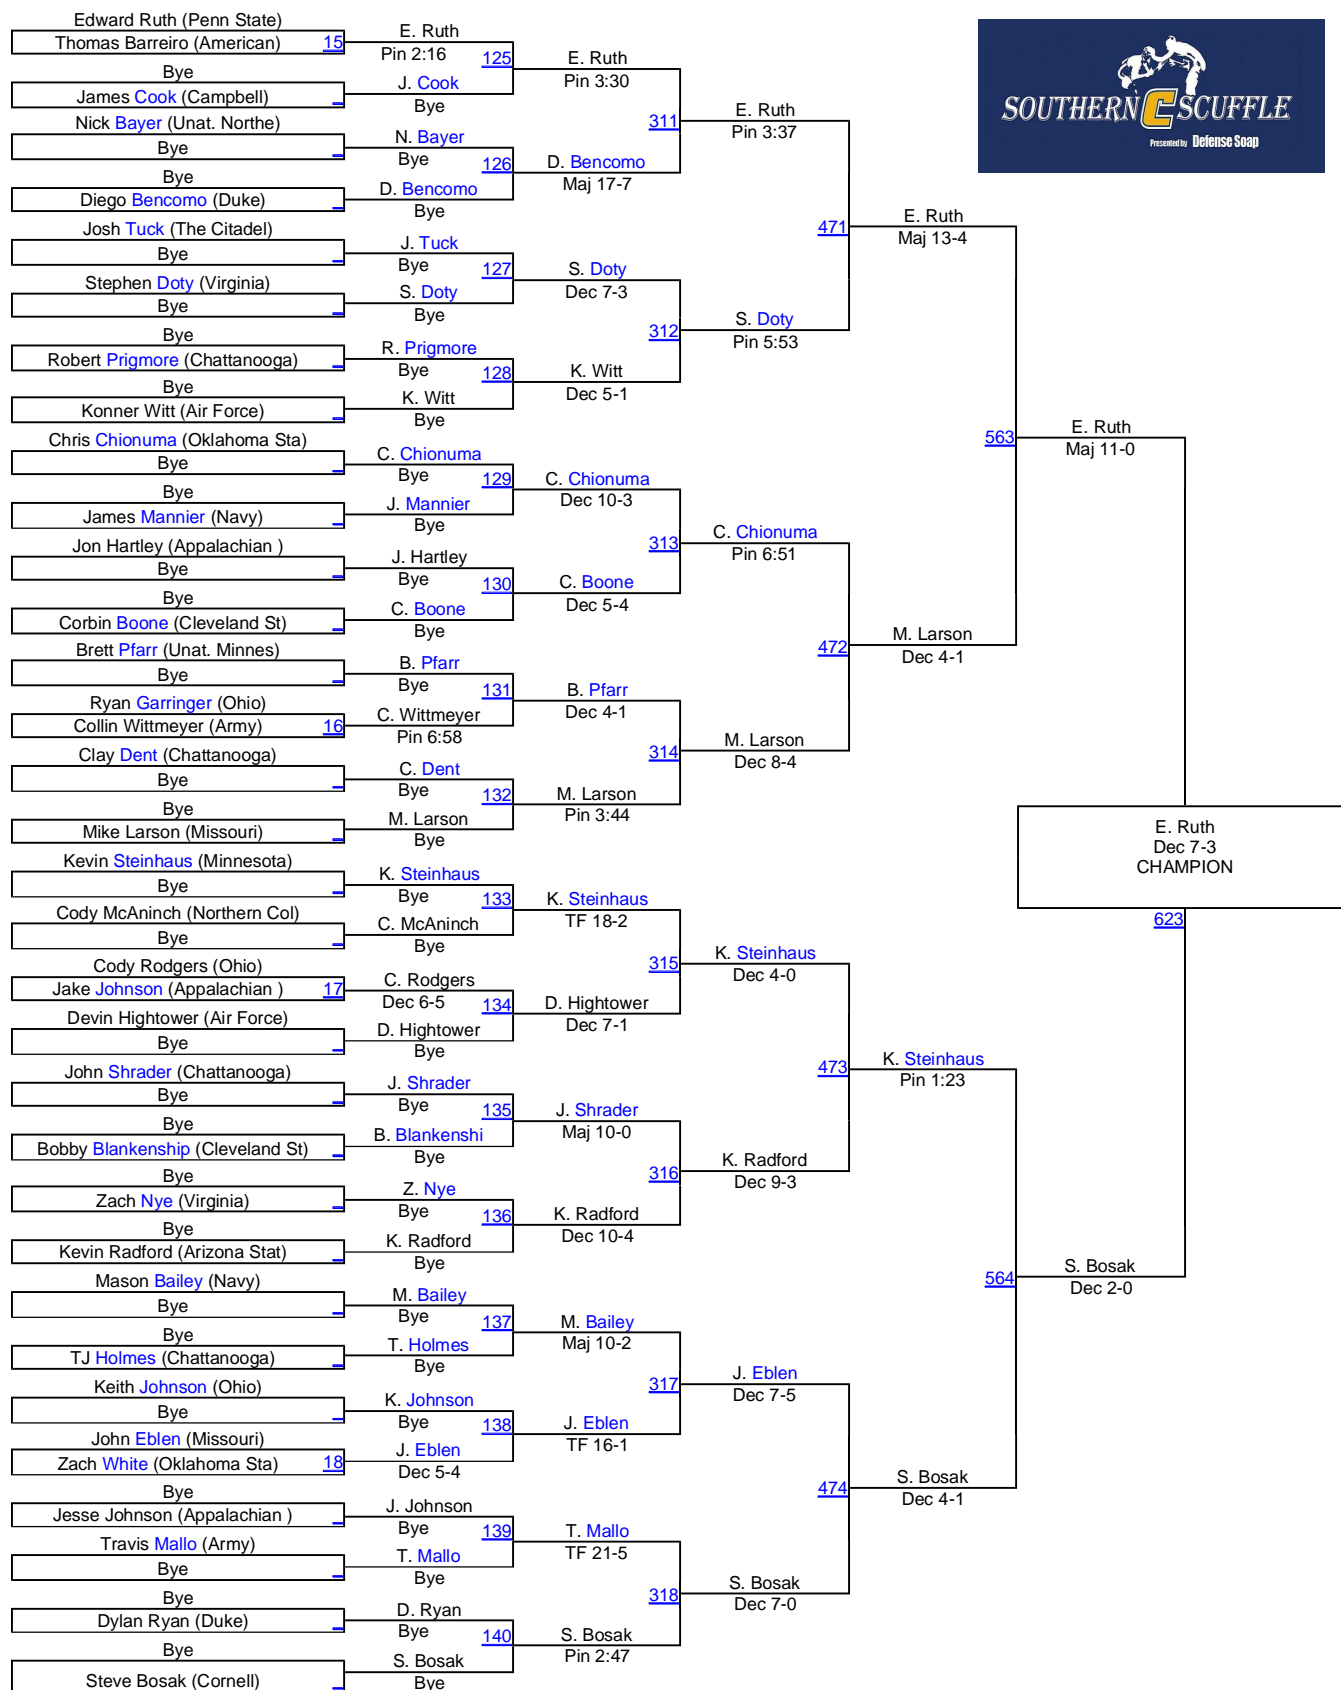 Edward Ruth (Penn State)
Thomas Barreiro (American) 15
Bye
James Cook (Campbell)
Nick Bayer (Unat. Northe)
Bye
Bye
Diego Bencomo (Duke)
Josh Tuck (The Citadel)
Bye
Stephen Doty (Virginia)
Bye
Bye
Robert Prigmore (Chattanooga)
Bye
Konner Witt (Air Force)
Chris Chionuma (Oklahoma Sta)
Bye
Bye
James Mannier (Navy)
Jon Hartley (Appalachian )
Bye
Bye
Corbin Boone (Cleveland St)
Brett Pfarr (Unat. Minnes)
Bye
Ryan Garringer (Ohio)
Collin Wittmeyer (Army) 16
Clay Dent (Chattanooga)
Bye
Bye
Mike Larson (Missouri)
Kevin Steinhaus (Minnesota)
Bye
Cody McAninch (Northern Col)
Bye
Cody Rodgers (Ohio)
Jake Johnson (Appalachian ) 17
Devin Hightower (Air Force)
Bye
John Shrader (Chattanooga)
Bye
Bye
Bobby Blankenship (Cleveland St)
Bye
Zach Nye (Virginia)
Bye
Kevin Radford (Arizona Stat)
Mason Bailey (Navy)
Bye
Bye
TJ Holmes (Chattanooga)
Keith Johnson (Ohio)
Bye
John Eblen (Missouri)
Zach White (Oklahoma Sta) 18
Bye
Jesse Johnson (Appalachian )
Travis Mallo (Army)
Bye
Bye
Dylan Ryan (Duke)
Bye
Steve Bosak (Cornell)
E. Ruth
Pin 2:16
125
J. Cook
Bye
N. Bayer
Bye
126
D. Bencomo
Bye
J. Tuck
Bye
127
S. Doty
Bye
R. Prigmore
Bye
128
K. Witt
Bye
C. Chionuma
Bye
129
J. Mannier
Bye
J. Hartley
Bye
130
C. Boone
Bye
B. Pfarr
Bye
131
C. Wittmeyer
Pin 6:58
C. Dent
Bye
132
M. Larson
Bye
K. Steinhaus
Bye
133
C. McAninch
Bye
C. Rodgers
Dec 6-5
134
D. Hightower
Bye
J. Shrader
Bye
135
B. Blankenshi
Bye
Z. Nye
Bye
136
K. Radford
Bye
M. Bailey
Bye
137
T. Holmes
Bye
K. Johnson
Bye
138
J. Eblen
Dec 5-4
J. Johnson
Bye
139
T. Mallo
Bye
D. Ryan
Bye
140
S. Bosak
Bye
E. Ruth
Pin 3:30
311
D. Bencomo
Maj 17-7
S. Doty
Dec 7-3
312
K. Witt
Dec 5-1
C. Chionuma
Dec 10-3
313
C. Boone
Dec 5-4
B. Pfarr
Dec 4-1
314
M. Larson
Pin 3:44
K. Steinhaus
TF 18-2
315
D. Hightower
Dec 7-1
J. Shrader
Maj 10-0
316
K. Radford
Dec 10-4
M. Bailey
Maj 10-2
317
J. Eblen
TF 16-1
T. Mallo
TF 21-5
318
S. Bosak
Pin 2:47
E. Ruth
Pin 3:37
471
S. Doty
Pin 5:53
C. Chionuma
Pin 6:51
472
M. Larson
Dec 8-4
K. Steinhaus
Dec 4-0
473
K. Radford
Dec 9-3
J. Eblen
Dec 7-5
474
S. Bosak
Dec 7-0
E. Ruth
Maj 13-4
563
M. Larson
Dec 4-1
K. Steinhaus
Pin 1:23
564
S. Bosak
Dec 4-1
E. Ruth
Maj 11-0
S. Bosak
Dec 2-0
E. Ruth
Dec 7-3
CHAMPION
623
SOUTHERN C SCUFFLE
Presented by Defense Soap